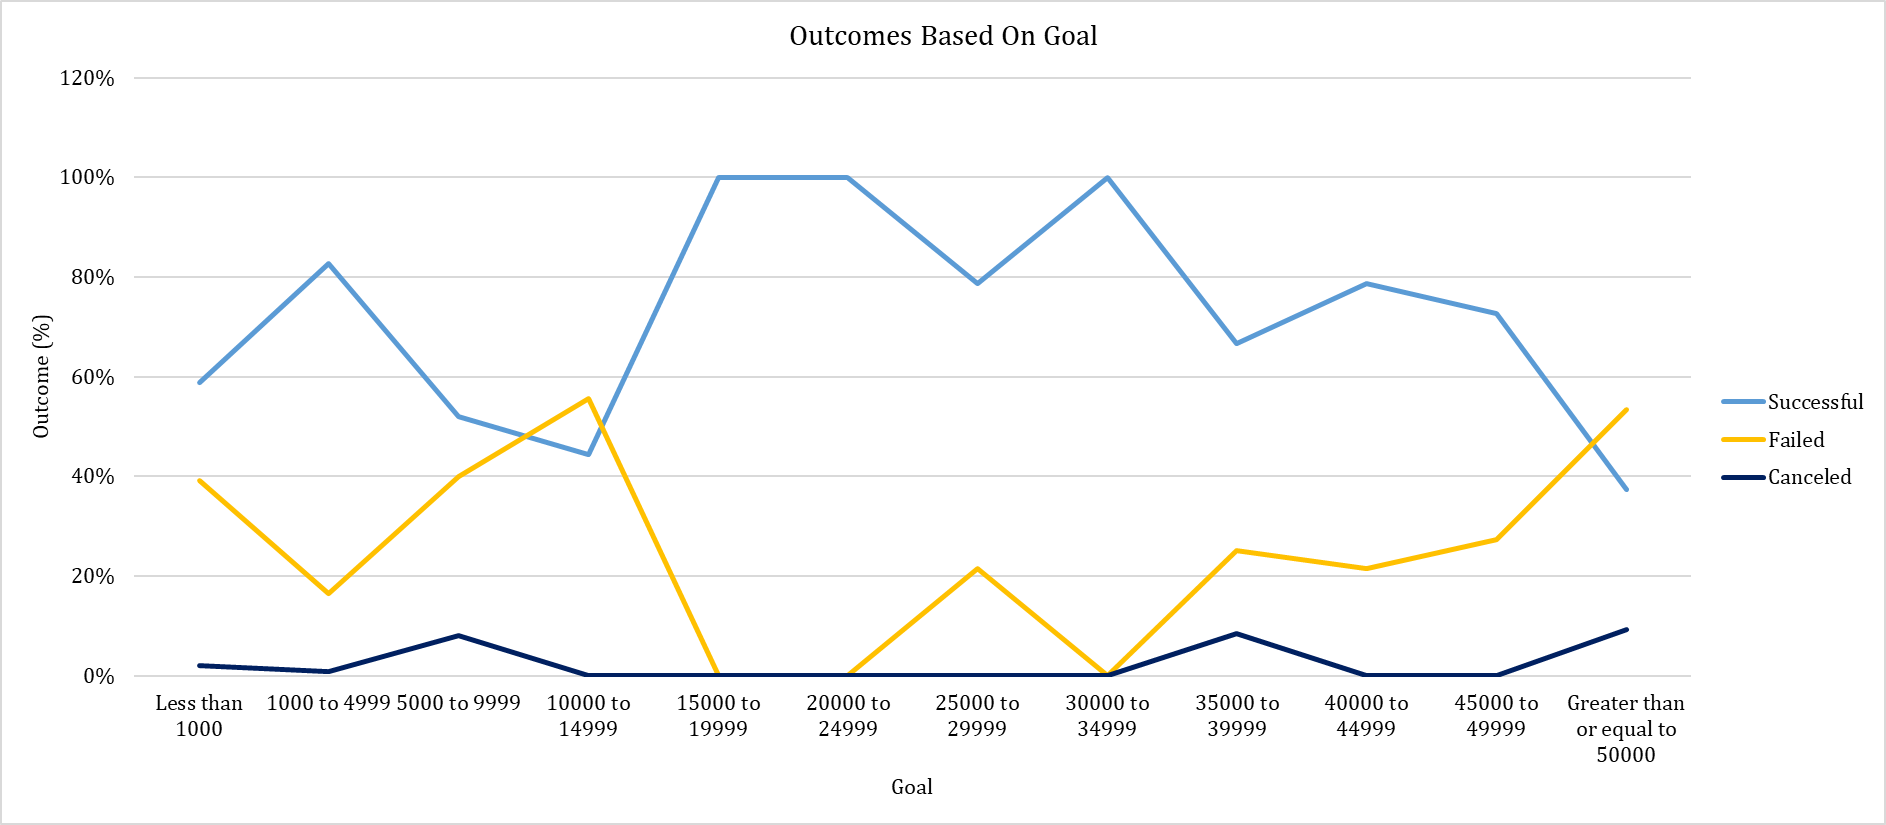 Outcomes Based On Goal
120%
100%
80%
60%
40%
20%
0%
Outcome (%)
Less than
1000
1000 to 4999
5000 to 9999
10000 to
14999
15000 to
19999
20000 to
24999
25000 to
29999
30000 to
34999
35000 to
39999
40000 to
44999
45000 to
49999
Greater than
or equal to
50000
Goal
Successful
Failed
Canceled